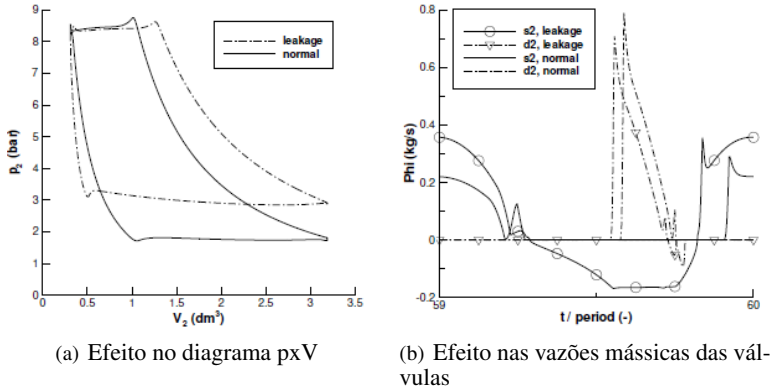 9
8
7
6
5
4
3
2
1
0
p2 (bar)
0 0.5 1 1.5 2 2.5 3 3.5
V2 (dm3)
leakage
normal
0.8
0.6
0.4
0.2
0
-0.2
Phi (kg/s)
59 60
t / period (-)
s2, leakage
d2, leakage
s2, normal
d2, normal
(a) Efeito no diagrama pxV
(b) Efeito nas vazões mássicas das vál-
vulas